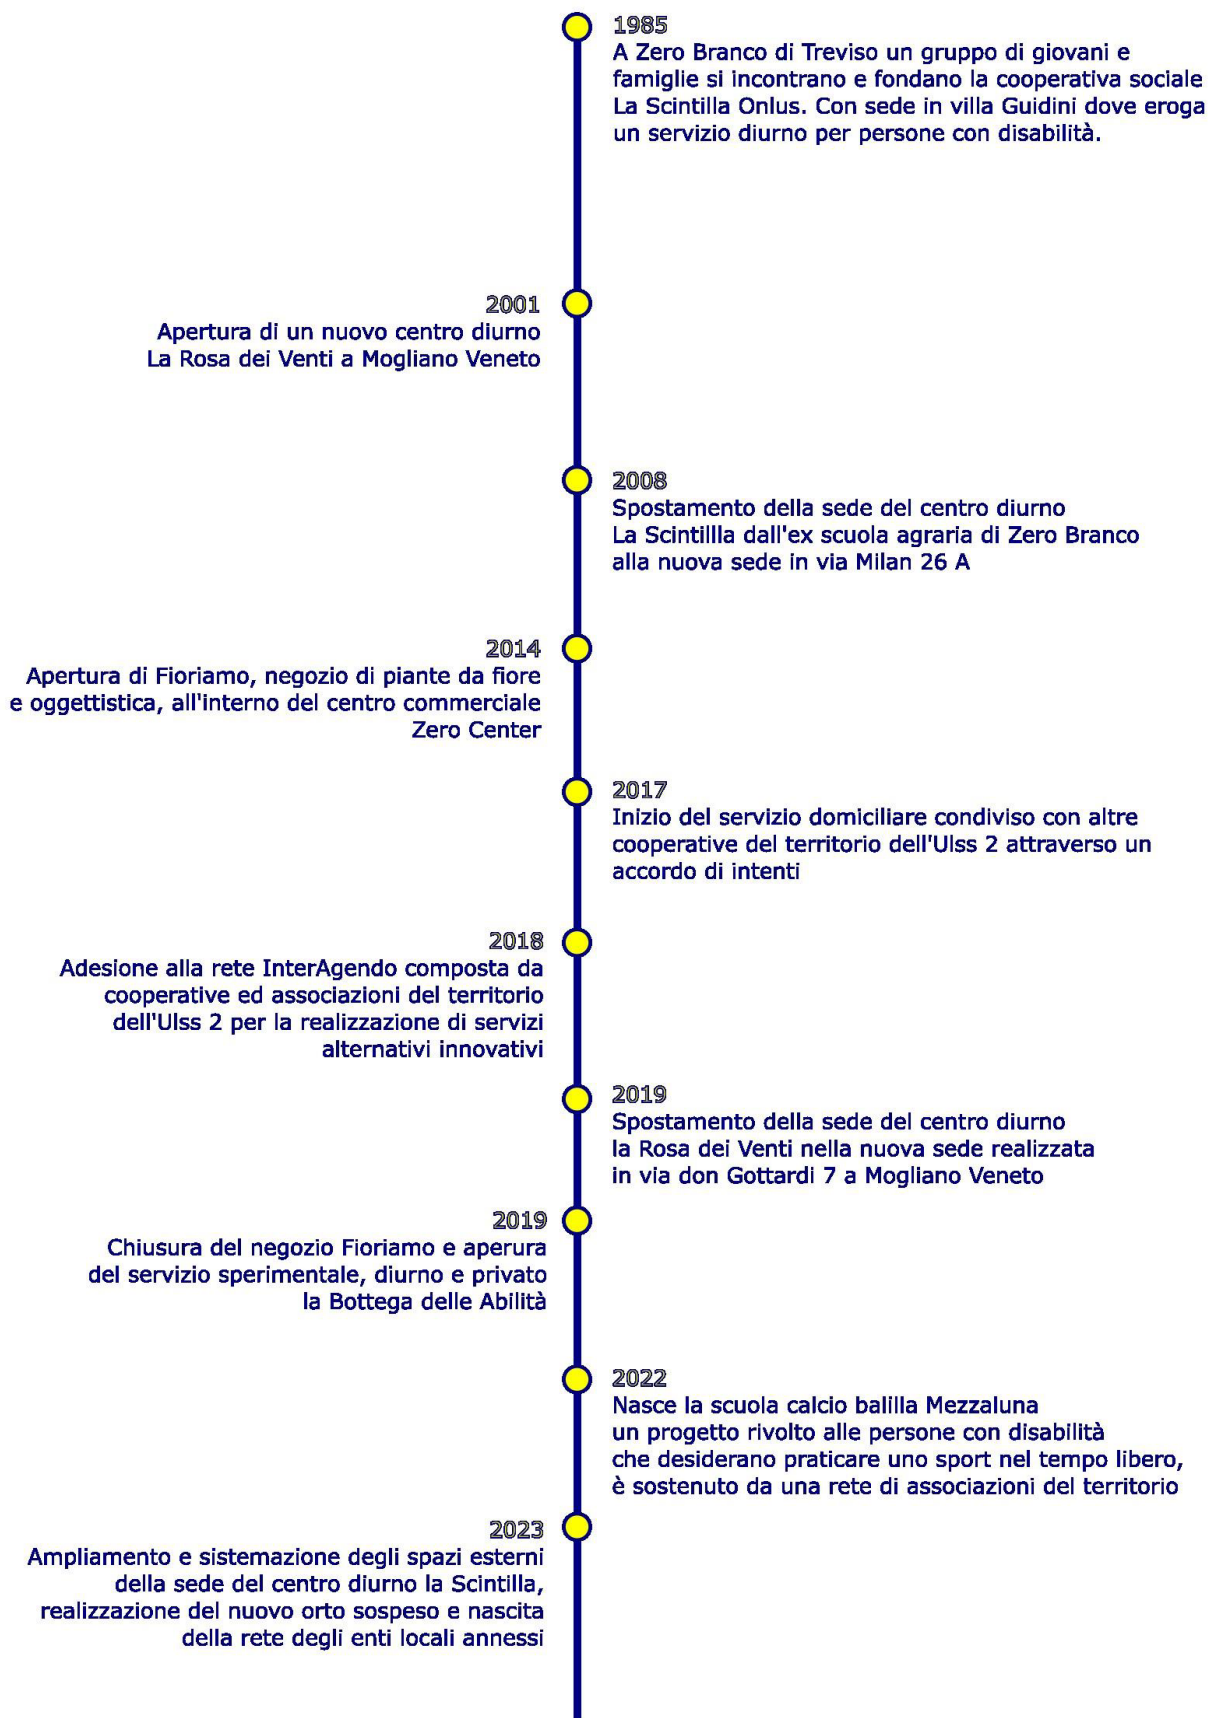 1985
A Zero Branco di Treviso un gruppo di giovani e
famiglie si incontrano e fondano la cooperativa sociale
La Scintilla Onlus. Con sede in villa Guidini dove eroga
un servizio diurno per persone con disabilità.
2001
Apertura di un nuovo centro diurno
La Rosa dei Venti a Mogliano Veneto
2008
Spostamento della sede del centro diurno
La Scintillla dall'ex scuola agraria di Zero Branco
alla nuova sede in via Milan 26 A
2014
Apertura di Fioriamo, negozio di piante da fiore
e oggettistica, all'interno del centro commerciale
Zero Center
2017
Inizio del servizio domiciliare condiviso con altre
cooperative del territorio dell'Ulss 2 attraverso un
accordo di intenti
2018
Adesione alla rete InterAgendo composta da
cooperative ed associazioni del territorio
dell'Ulss 2 per la realizzazione di servizi
alternativi innovativi
2019
Spostamento della sede del centro diurno
la Rosa dei Venti nella nuova sede realizzata
in via don Gottardi 7 a Mogliano Veneto
2019
Chiusura del negozio Fioriamo e aperura
del servizio sperimentale, diurno e privato
la Bottega delle Abilità
2022
Nasce la scuola calcio balilla Mezzaluna
un progetto rivolto alle persone con disabilità
che desiderano praticare uno sport nel tempo libero,
è sostenuto da una rete di associazioni del territorio
2023
Ampliamento e sistemazione degli spazi esterni
della sede del centro diurno la Scintilla,
realizzazione del nuovo orto sospeso e nascita
della rete degli enti locali annessi